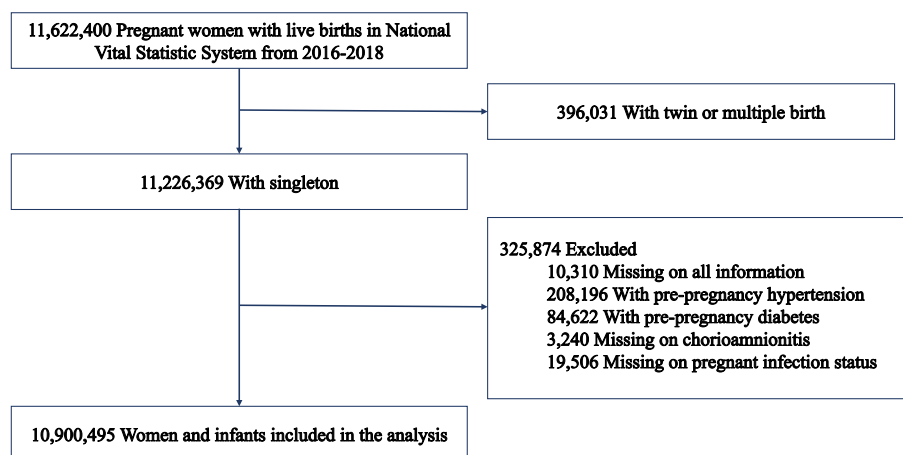 11,622,400 Pregnant women with live births in National
Vital Statistic System from 2016-2018
396,031 With twin or multiple birth
11,226,369 With singleton
325,874 Excluded
10,310 Missing on all information
208,196 With pre-pregnancy hypertension
84,622 With pre-pregnancy diabetes
3,240 Missing on chorioamnionitis
19,506 Missing on pregnant infection status
10,900,495 Women and infants included in the analysis